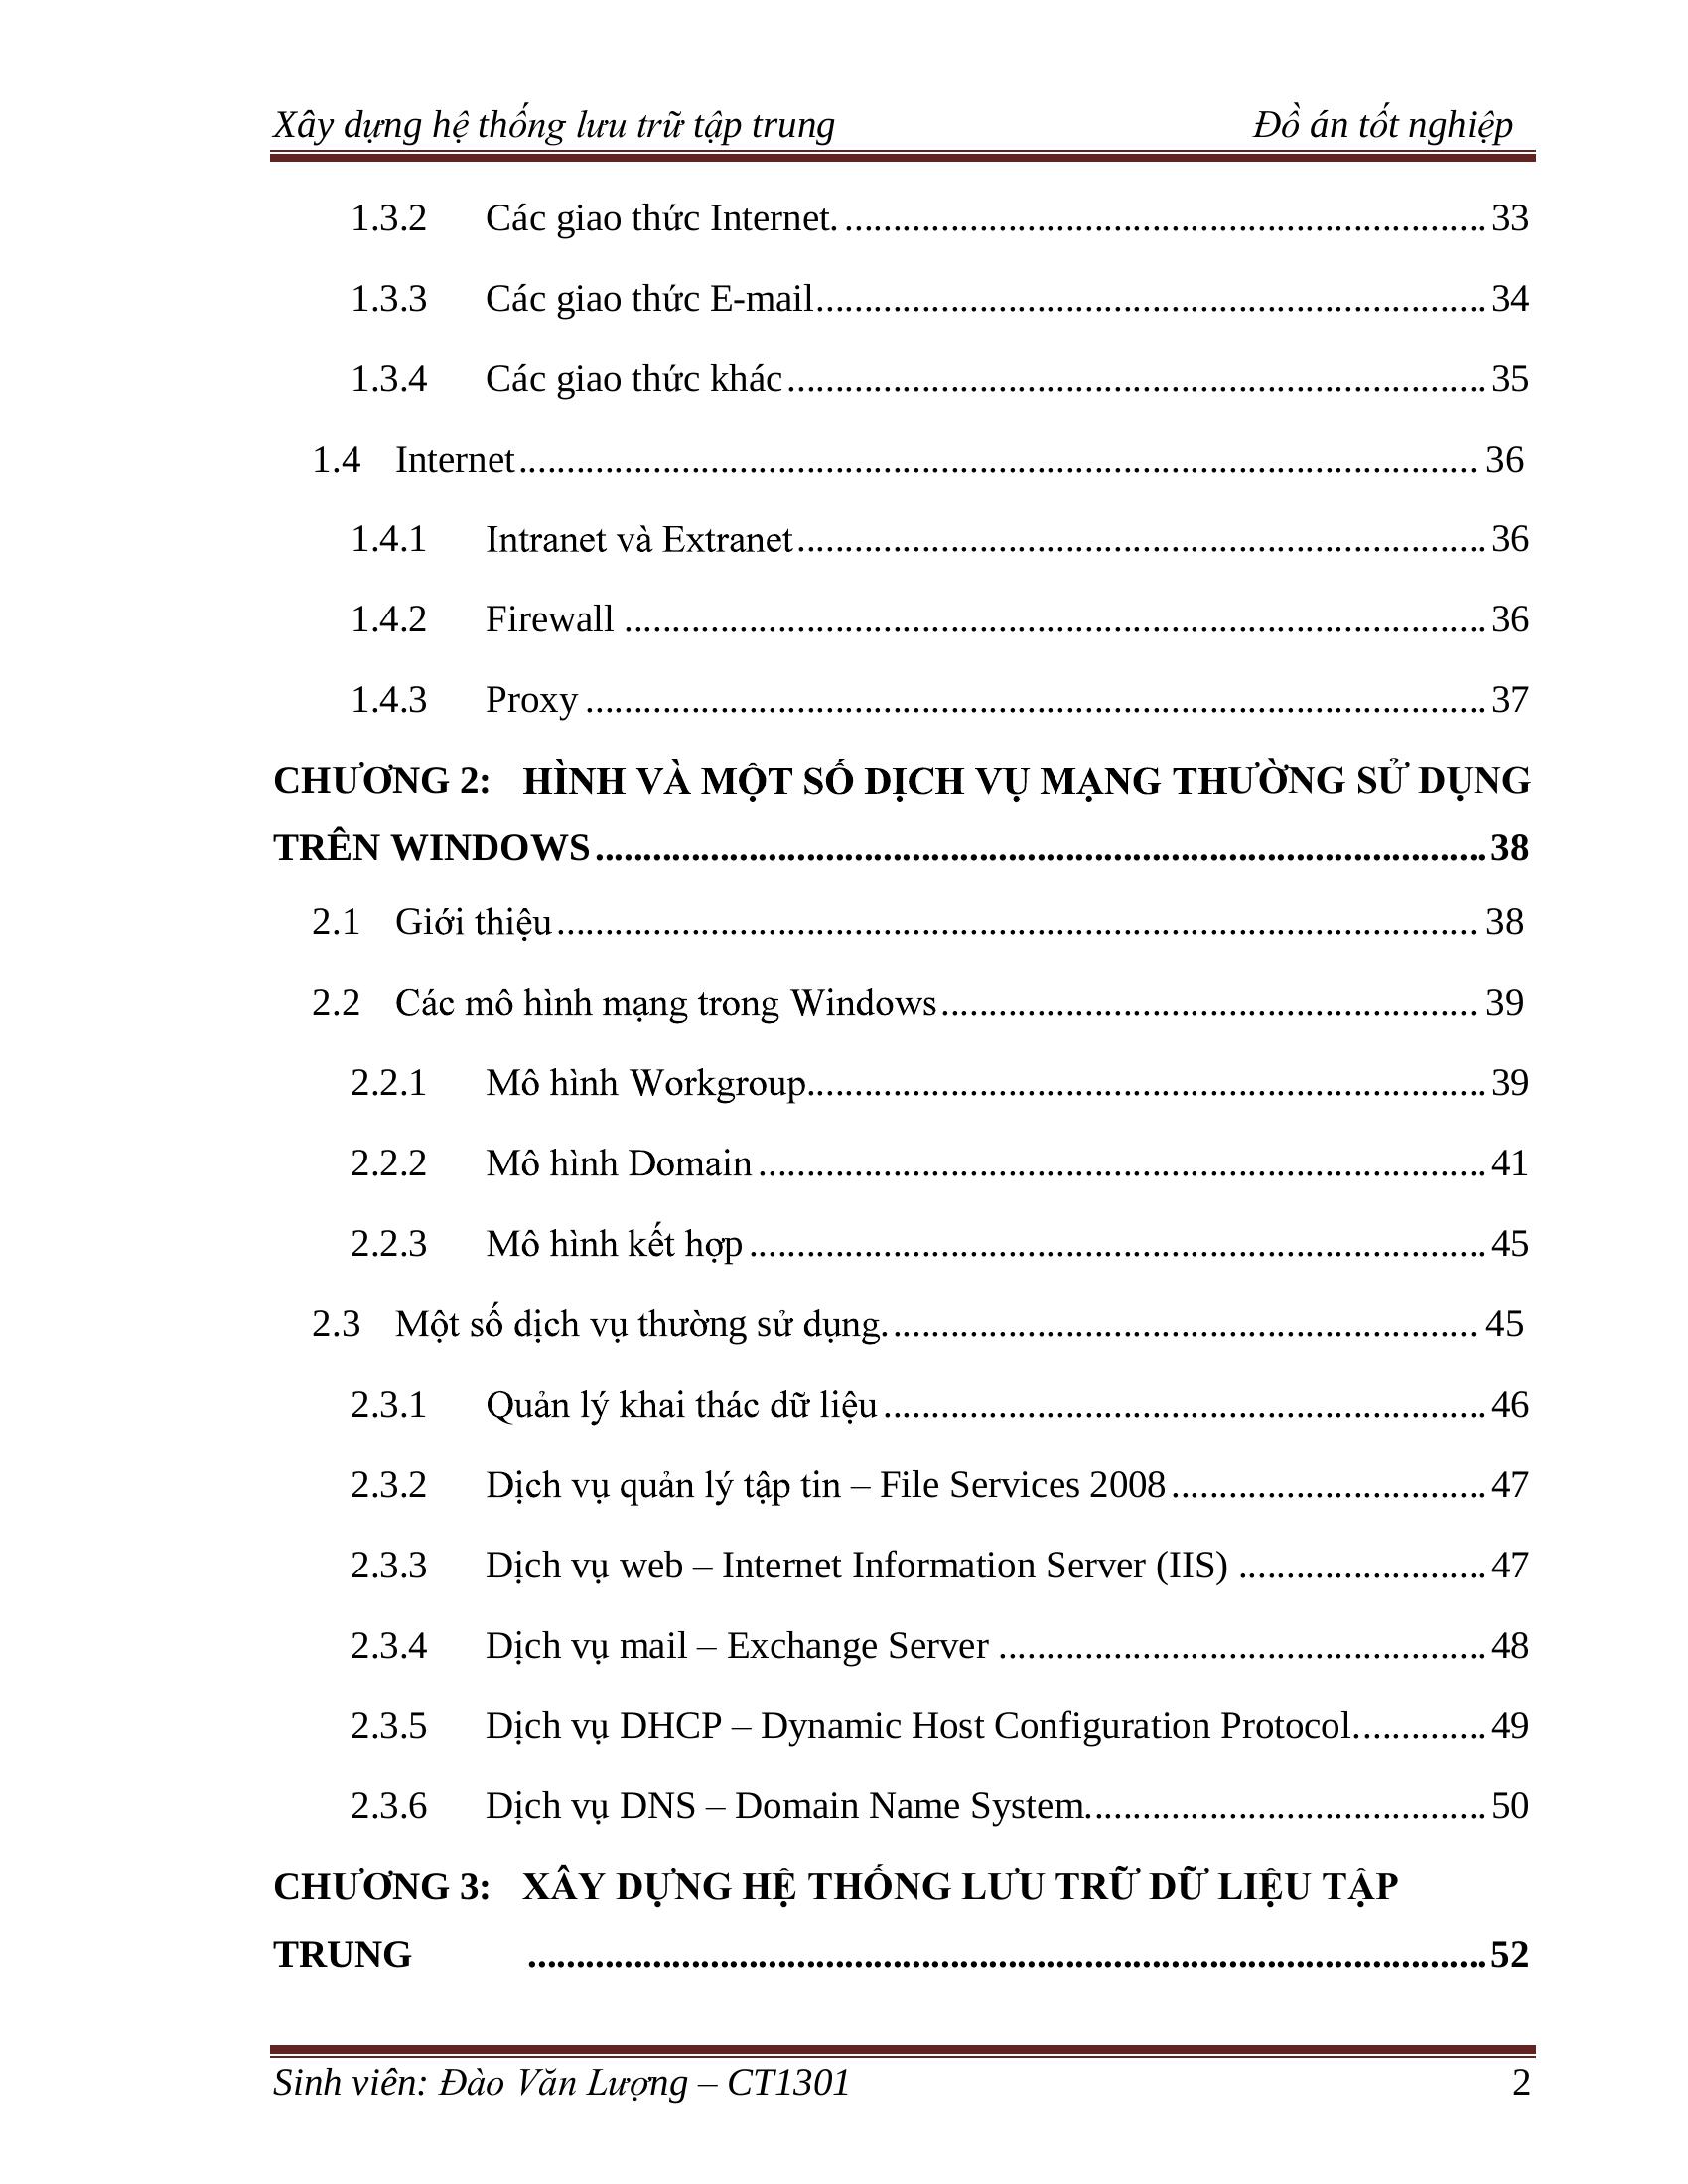 Xây dựng hệ thống lưu trữ tập trung Đồ án tốt nghiệp
1.3.2 Các giao thức Internet. .................................................................. 33
1.3.3 Các giao thức E-mail..................................................................... 34
1.3.4 Các giao thức khác........................................................................ 35
1.4 Internet................................................................................................... 36
1.4.1 Intranet và Extranet....................................................................... 36
1.4.2 Firewall ......................................................................................... 36
1.4.3 Proxy ............................................................................................. 37
CHƯƠNG 2: HÌNH VÀ MỘT SỐ DỊCH VỤ MẠNG THƯỜNG SỬ DỤNG
TRÊN WINDOWS............................................................................................ 38
2.1 Giới thiệu............................................................................................... 38
2.2 Các mô hình mạng trong Windows....................................................... 39
2.2.1 Mô hình Workgroup...................................................................... 39
2.2.2 Mô hình Domain ........................................................................... 41
2.2.3 Mô hình kết hợp ............................................................................ 45
2.3 Một số dịch vụ thường sử dụng............................................................. 45
2.3.1 Quản lý khai thác dữ liệu .............................................................. 46
2.3.2 Dịch vụ quản lý tập tin – File Services 2008................................. 47
2.3.3 Dịch vụ web – Internet Information Server (IIS) .......................... 47
2.3.4 Dịch vụ mail – Exchange Server ................................................... 48
2.3.5 Dịch vụ DHCP – Dynamic Host Configuration Protocol.............. 49
2.3.6 Dịch vụ DNS – Domain Name System......................................... 50
CHƯƠNG 3: XÂY DỰNG HỆ THỐNG LƯU TRỮ DỮ LIỆU TẬP
TRUNG ................................................................................................... 52
Sinh viên: Đào Văn Lượng – CT1301 2